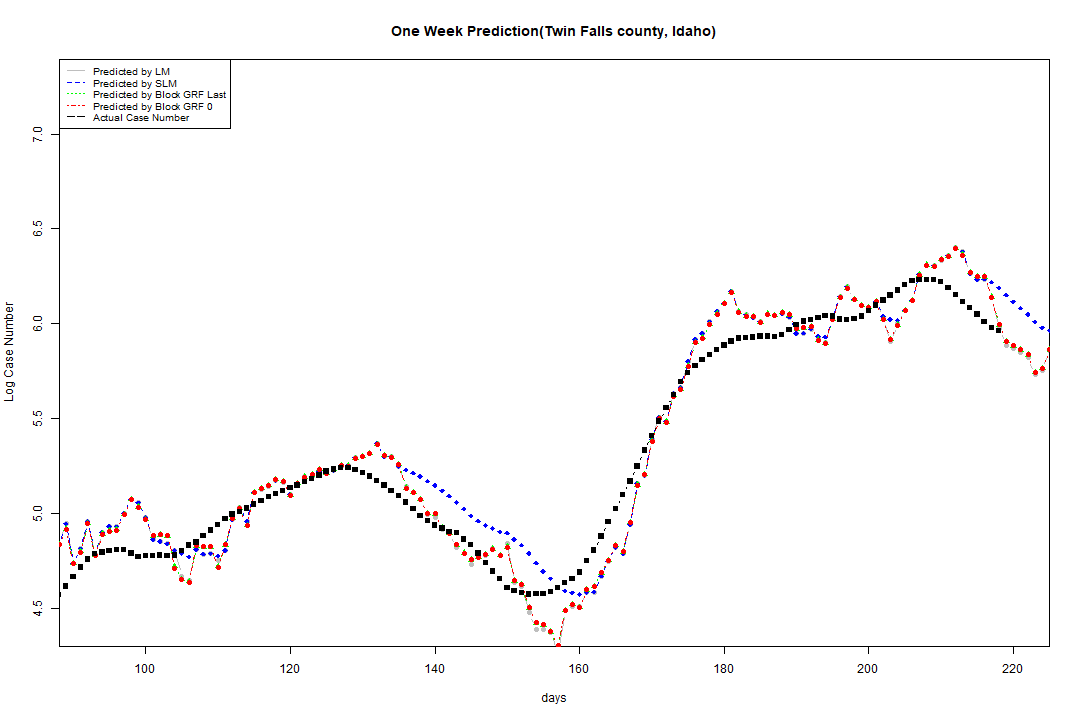 One Week Prediction(Twin Falls county, Idaho)
Predicted by LM
Predicted by SLM
Predicted by Block GRF Last
Predicted by Block GRF 0
Actual Case Number
7.0
6.5
6.0
5.5
5.0
4.5
Log Case Number
100 120 140 160 180 200 220
days